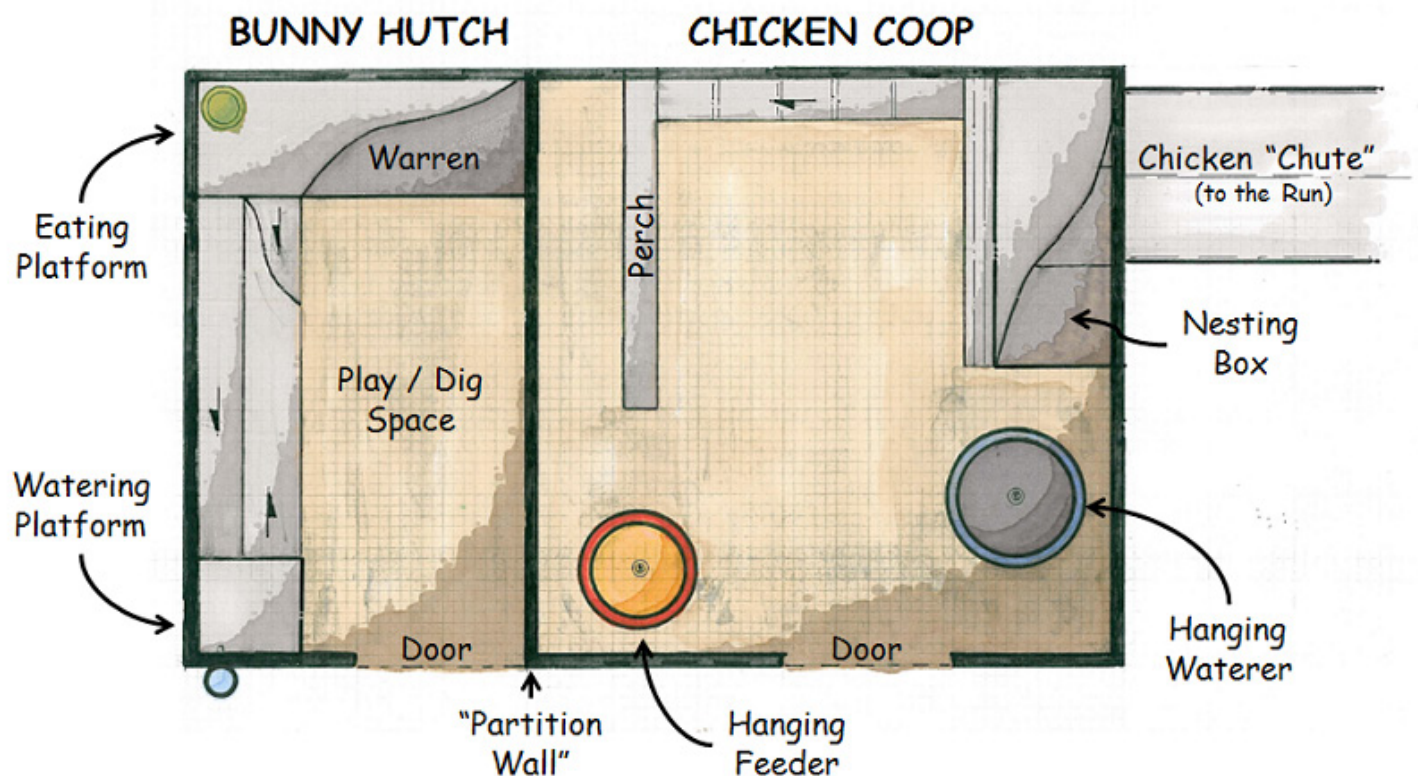 BUNNY HUTCH
CHICKEN COOP
Warren
Eating
Platform
Perch
Chicken “Chute”
(to the Run)
Nesting
Box
Play / Dig
Space
Watering
Platform
Door
Door
Hanging
Waterer
“Partition
Wall”
Hanging
Feeder